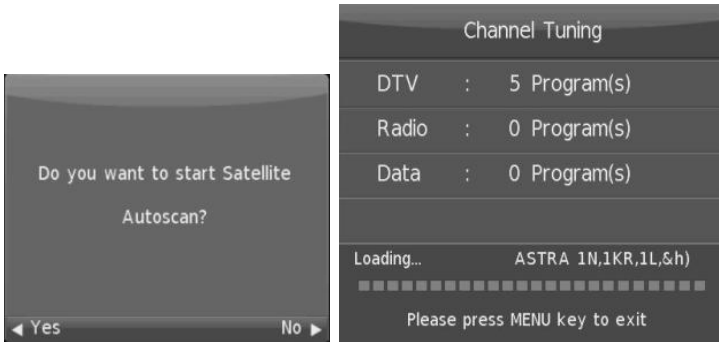 Do you want to start Satellite
Autoscan?
◀ Yes No ▶
Channel Tuning
DTV : 5 Program(s)
Radio : 0 Program(s)
Data : 0 Program(s)
Loading... ASTRA 1N,1KR,1L,&h)
Please press MENU key to exit